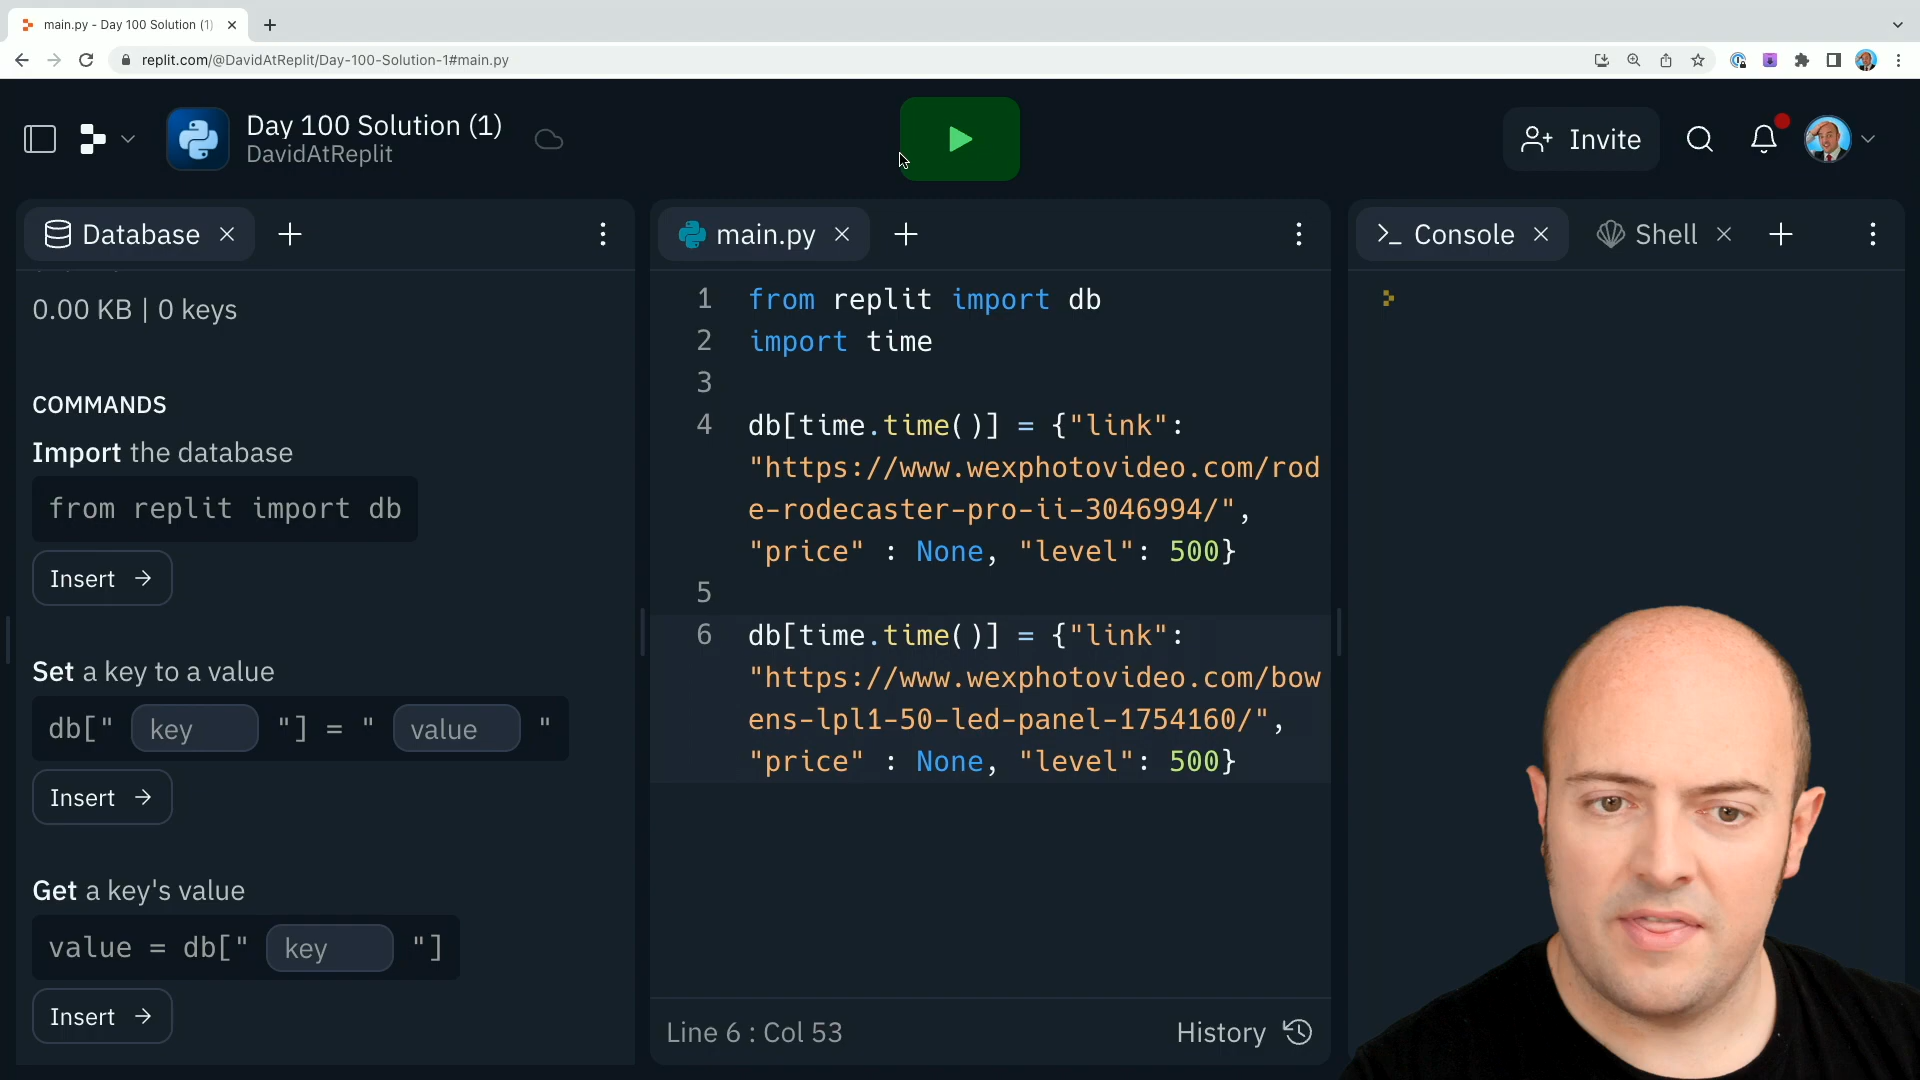 main.py - Day 100 Solution (1)
replit.com/@DavidAtReplit/Day-100-Solution-1#main.py
Day 100 Solution (1)
DavidAtReplit
Invite
Database
0.00 KB | 0 keys
COMMANDS
Import the database
from replit import db
Insert →
Set a key to a value
db[" key "] = " value "
Insert →
Get a key's value
value = db[" key "]
Insert →
main.py
1 from replit import db
2 import time
3
4 db[time.time()] = {"link":
"https://www.wexphotovideo.com/rod
e-rodecaster-pro-ii-3046994/",
"price" : None, "level": 500}
5
6 db[time.time()] = {"link":
"https://www.wexphotovideo.com/bow
ens-lpl1-50-led-panel-1754160/",
"price" : None, "level": 500}
Line 6 : Col 53
History
Console
Shell